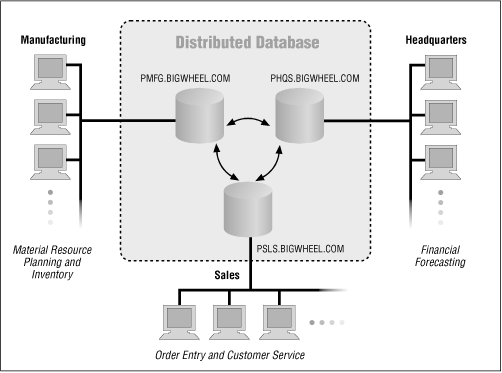 Manufacturing
Distributed Database
Headquarters
PMFG.BIGWHEEL.COM
PHQS.BIGWHEEL.COM
PSLS.BIGWHEEL.COM
Material Resource
Planning and
Inventory
Financial
Forecasting
Sales
Order Entry and Customer Service